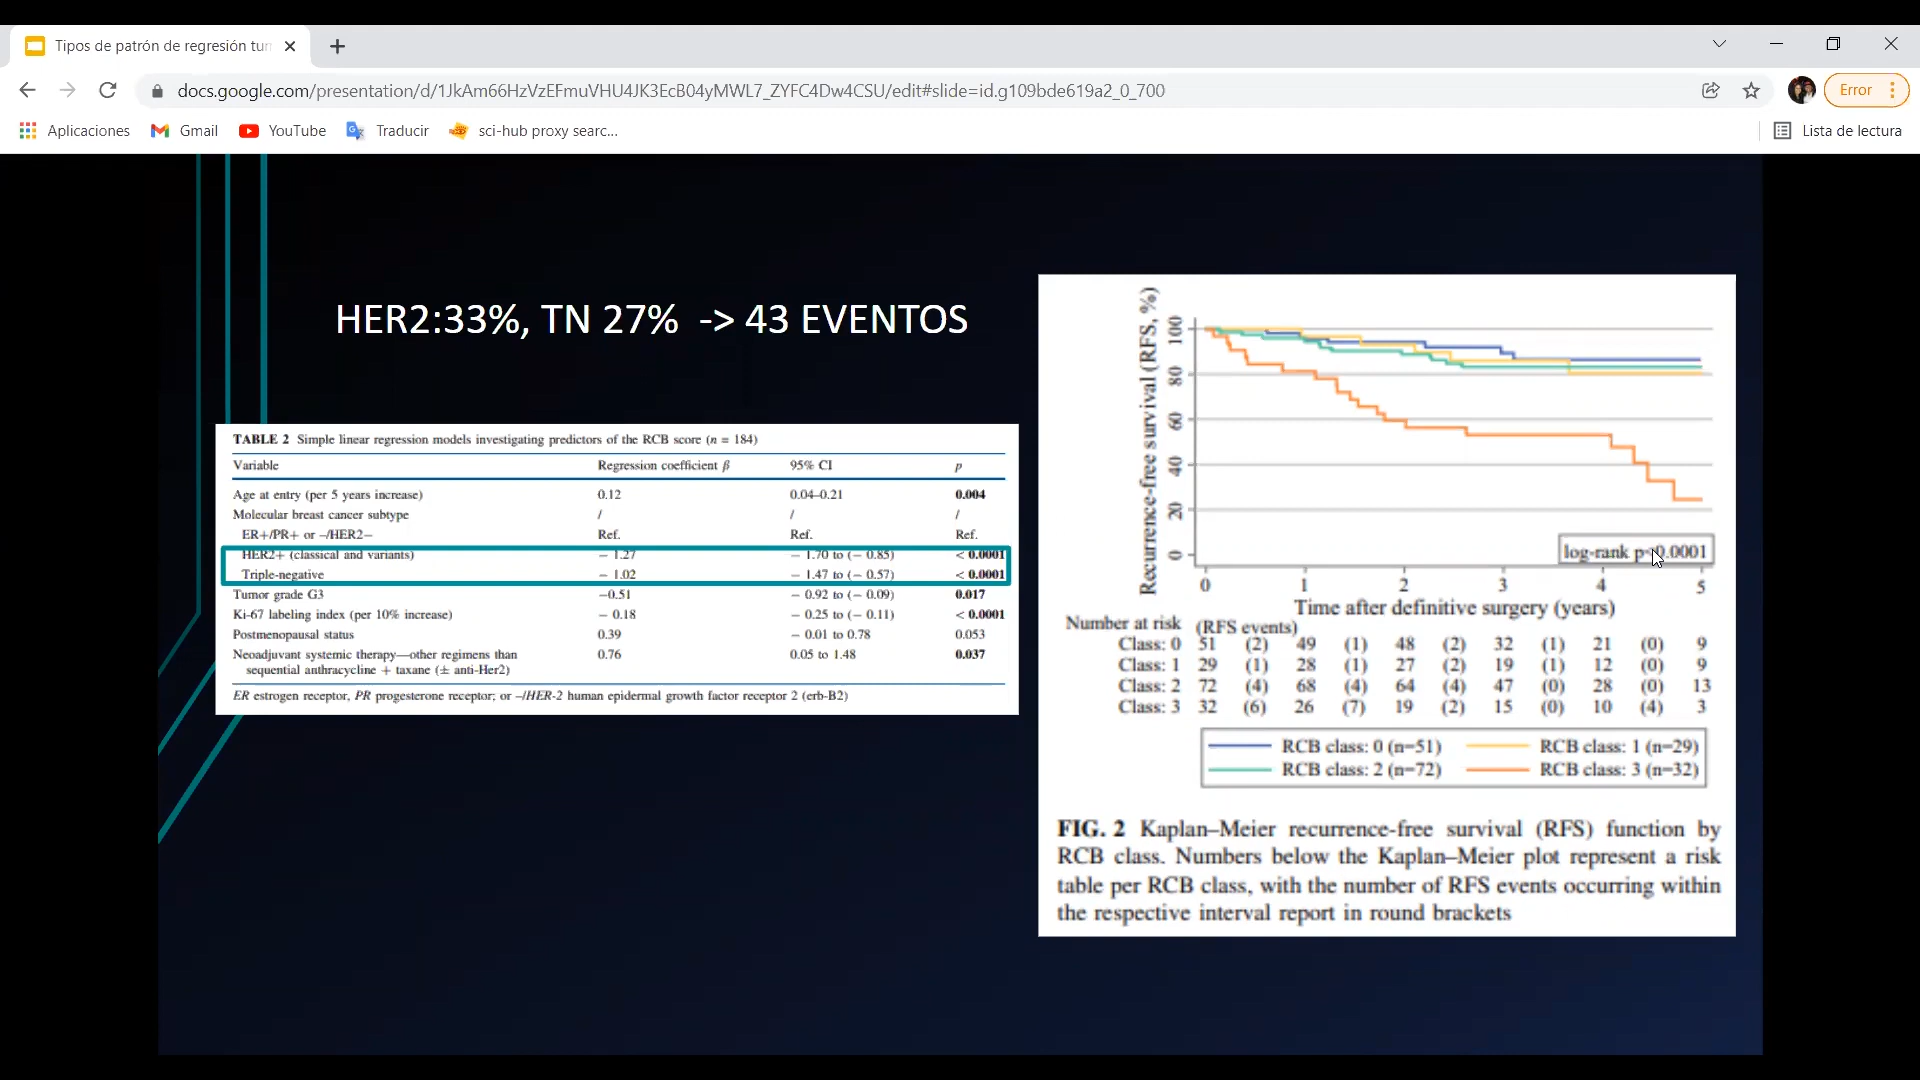 Tipos de patrón de regresión tum
docs.google.com/presentation/d/1JkAm66HzVzEFmuVHU4JK3EcB04yMWL7_ZYFC4Dw4CSU/edit#slide=id.g109bde619a2_0_700
Error
Aplicaciones Gmail YouTube Traducir sci-hub proxy searc... Lista de lectura
HER2:33%, TN 27% -> 43 EVENTOS
TABLE 2 Simple linear regression models investigating predictors of the RCB score (n = 184)
Variable Regression coefficient β 95% CI p
Age at entry (per 5 years increase) 0.12 0.04–0.21 0.004
Molecular breast cancer subtype / / /
ER+/PR+ or –/HER2– Ref. Ref. Ref.
HER2+ (classical and variants) – 1.27 – 1.70 to (– 0.85) < 0.0001
Triple-negative – 1.02 – 1.47 to (– 0.57) < 0.0001
Tumor grade G3 –0.51 – 0.92 to (– 0.09) 0.017
Ki-67 labeling index (per 10% increase) – 0.18 – 0.25 to (– 0.11) < 0.0001
Postmenopausal status 0.39 – 0.01 to 0.78 0.053
Neoadjuvant systemic therapy—other regimens than 0.76 0.05 to 1.48 0.037
sequential anthracycline + taxane (± anti-Her2)
ER estrogen receptor, PR progesterone receptor; or –/HER-2 human epidermal growth factor receptor 2 (erb-B2)
Recurrence-free survival (RFS, %)
100
80
60
40
20
0
log-rank p<0.0001
0 1 2 3 4 5
Time after definitive surgery (years)
Number at risk (RFS events)
Class: 0 51 (2) 49 (1) 48 (2) 32 (1) 21 (0) 9
Class: 1 29 (1) 28 (1) 27 (2) 19 (1) 12 (0) 9
Class: 2 72 (4) 68 (4) 64 (4) 47 (0) 28 (0) 13
Class: 3 32 (6) 26 (7) 19 (2) 15 (0) 10 (4) 3
RCB class: 0 (n=51) RCB class: 1 (n=29)
RCB class: 2 (n=72) RCB class: 3 (n=32)
FIG. 2 Kaplan–Meier recurrence-free survival (RFS) function by
RCB class. Numbers below the Kaplan–Meier plot represent a risk
table per RCB class, with the number of RFS events occurring within
the respective interval report in round brackets